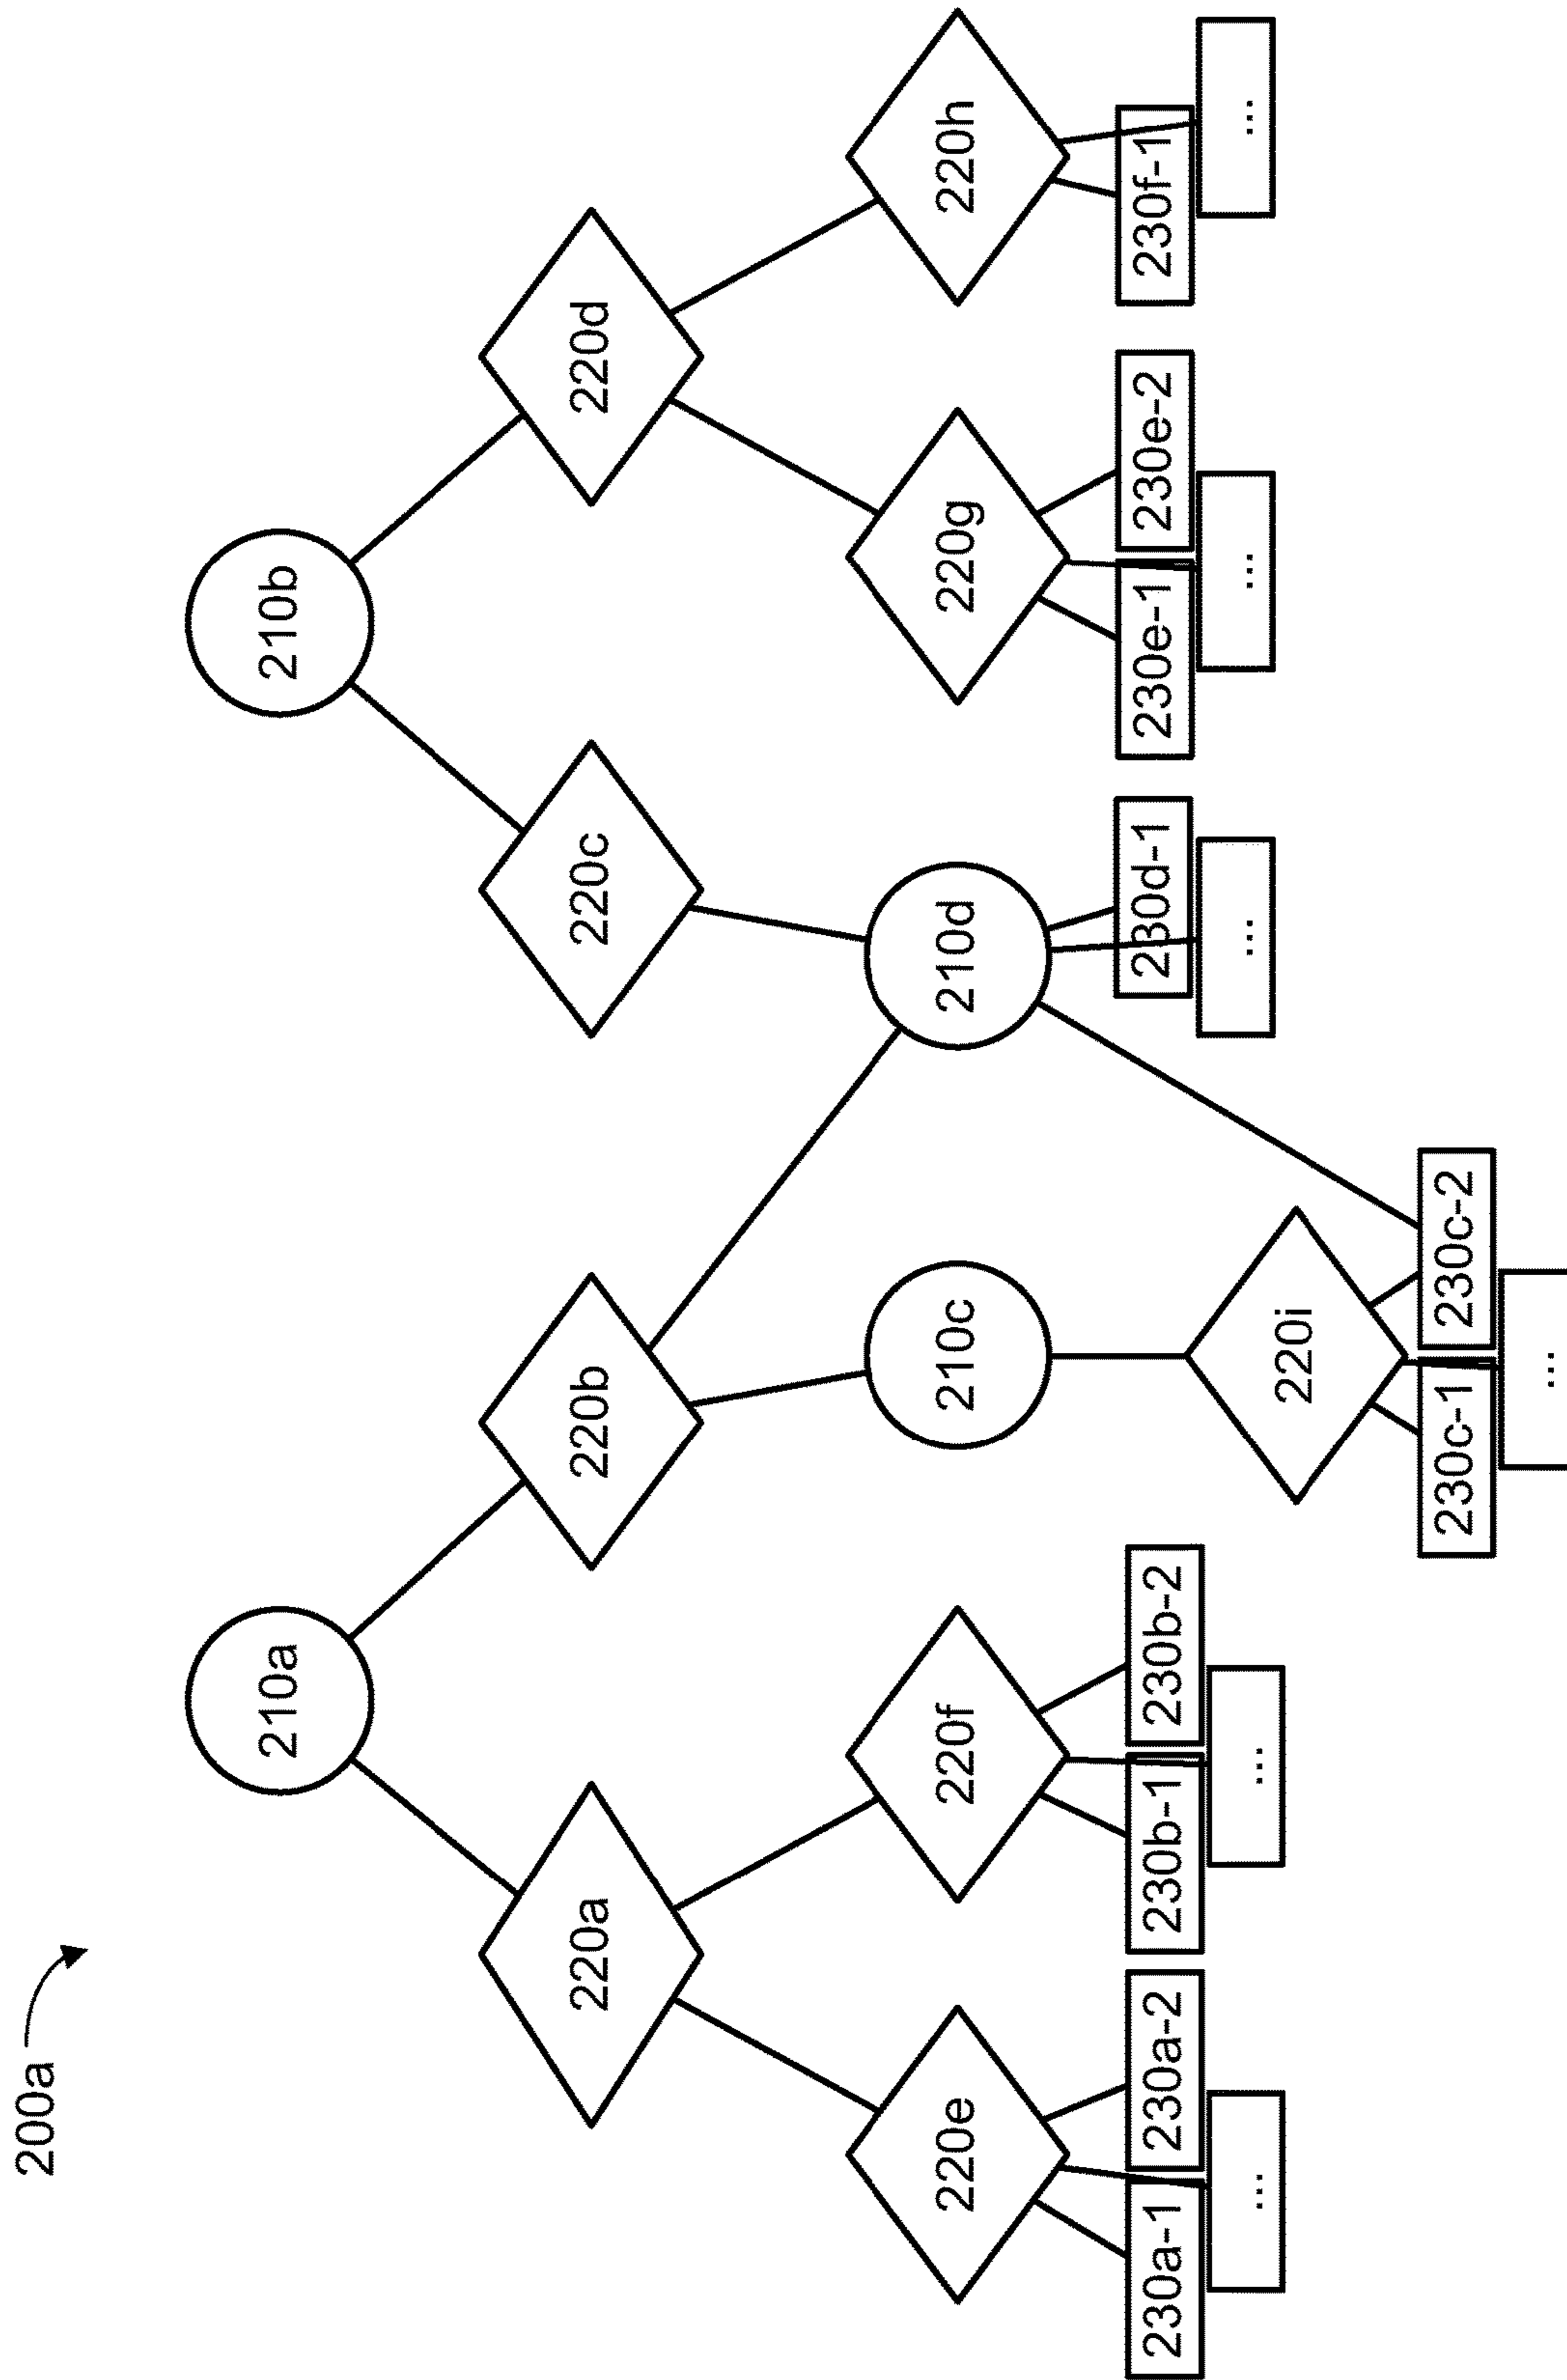 200a
210a
210b
220a
220b
220c
220d
220e
220f
210c
210d
220g
220h
230a-1
230a-2
230b-1
230b-2
230d-1
230e-1
230e-2
230f-1
...
...
...
...
...
220i
230c-1
230c-2
...